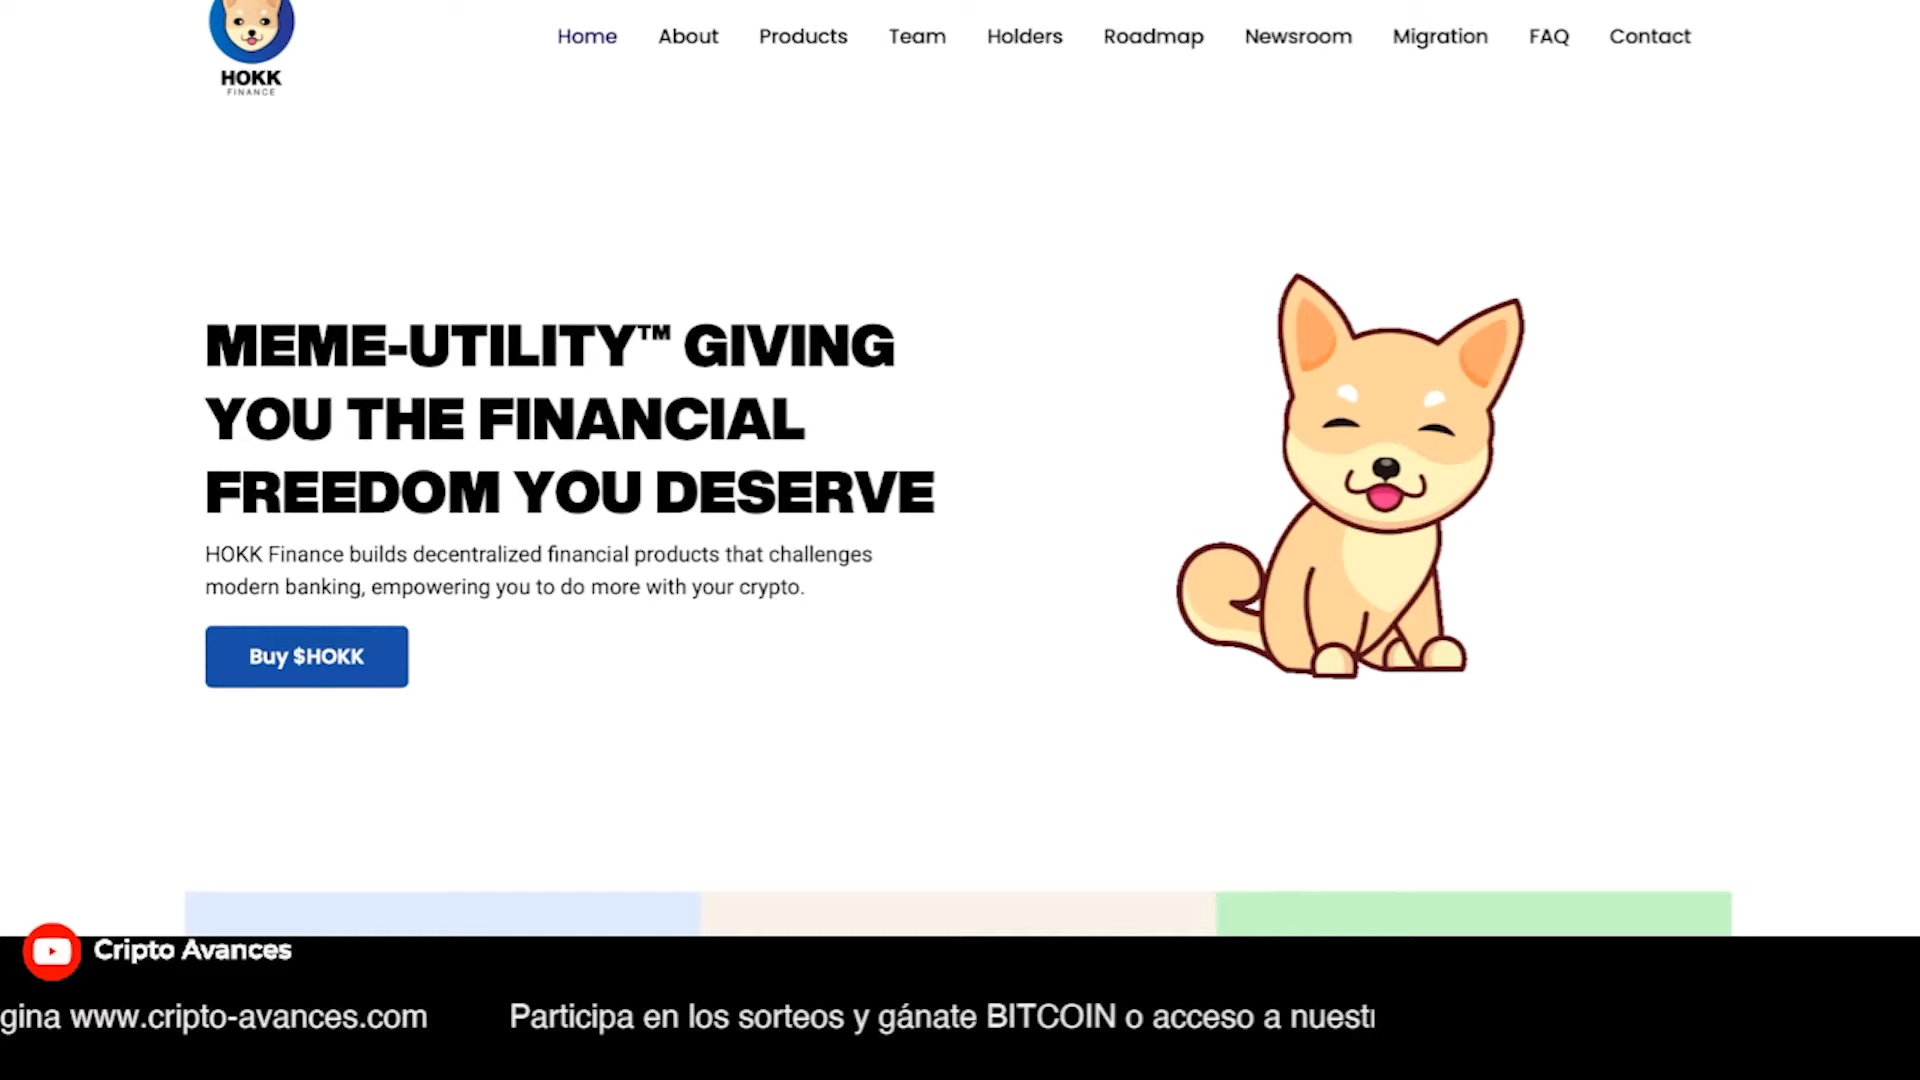 HOKK
FINANCE
Home About Products Team Holders Roadmap Newsroom Migration FAQ Contact
MEME-UTILITY™ GIVING
YOU THE FINANCIAL
FREEDOM YOU DESERVE
HOKK Finance builds decentralized financial products that challenges
modern banking, empowering you to do more with your crypto.
Buy $HOKK
Cripto Avances
gina www.cripto-avances.com Participa en los sorteos y gánate BITCOIN o acceso a nuest